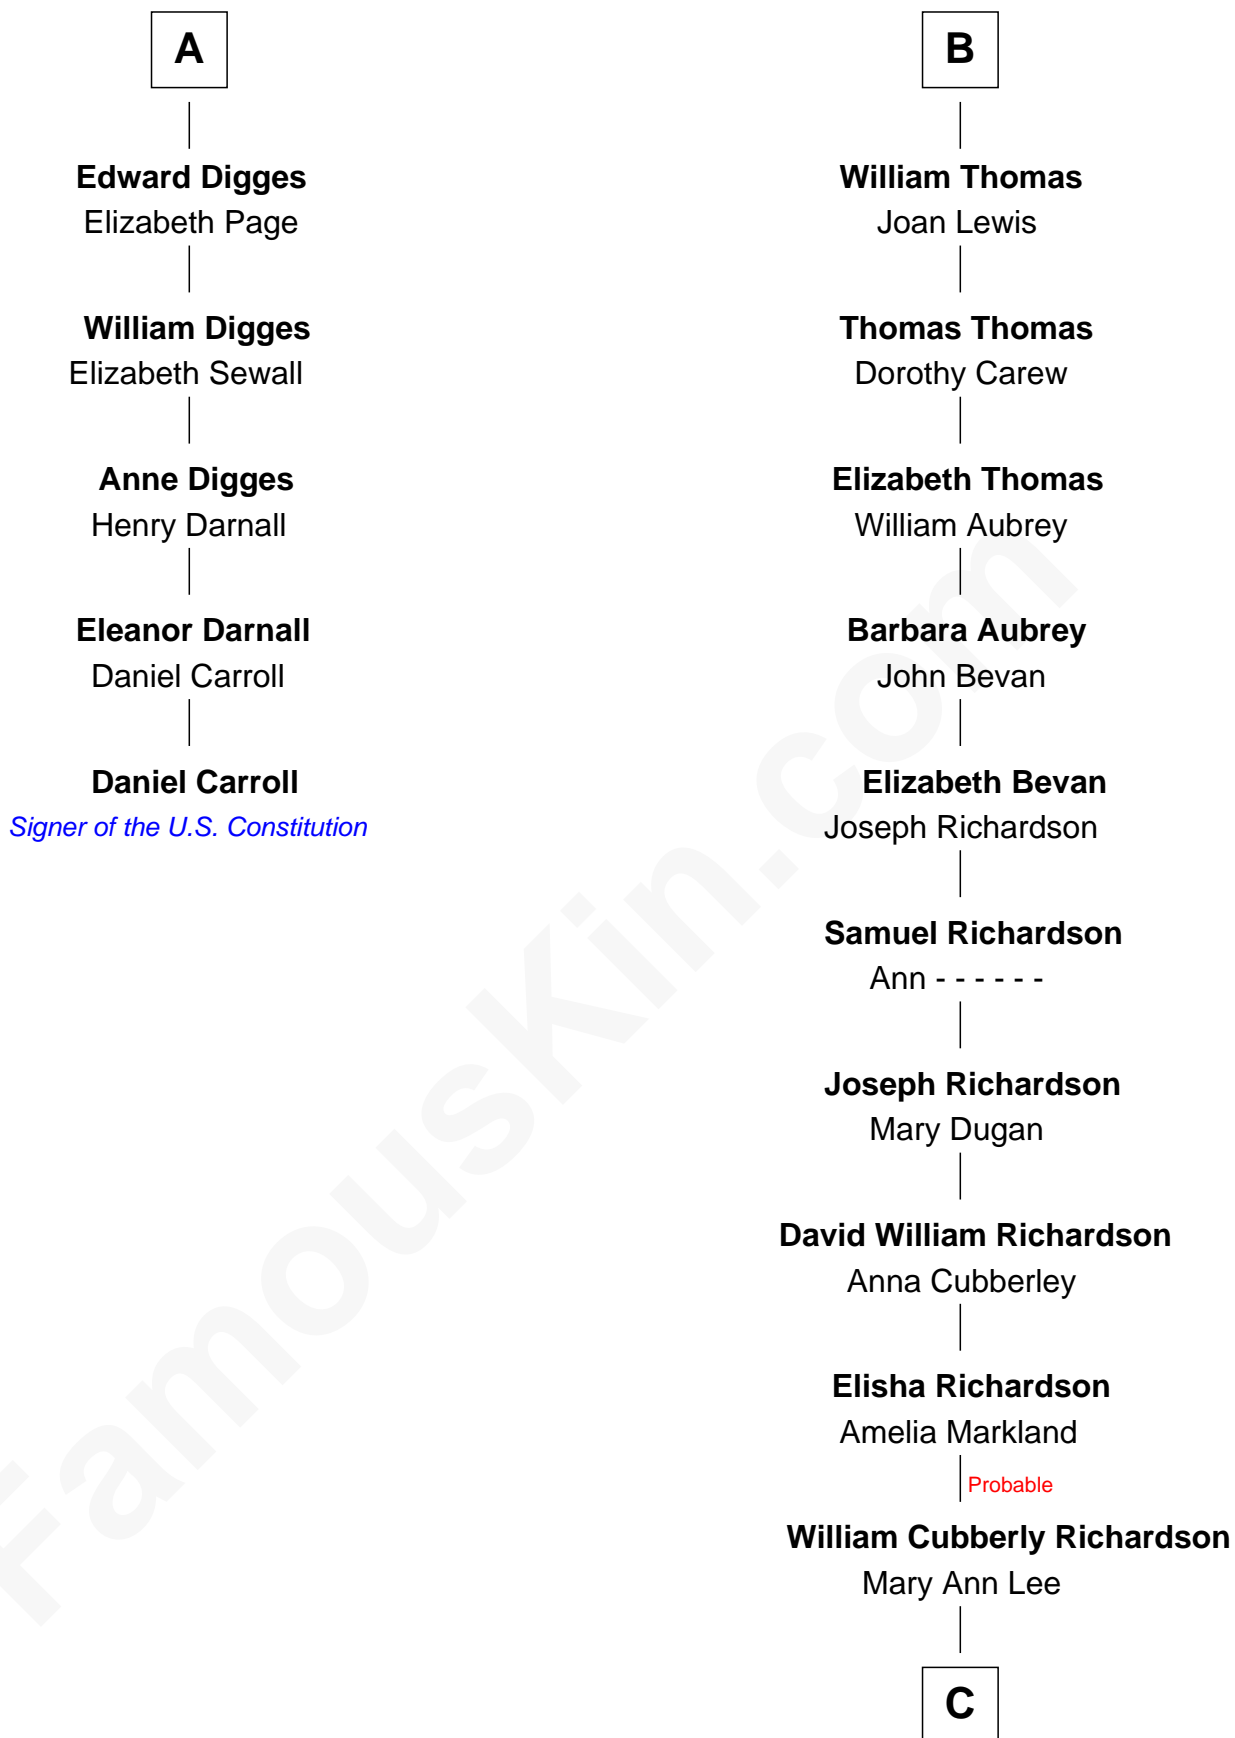 A
Edward Digges
Elizabeth Page
William Digges
Elizabeth Sewall
Anne Digges
Henry Darnall
Eleanor Darnall
Daniel Carroll
Daniel Carroll
Signer of the U.S. Constitution
B
William Thomas
Joan Lewis
Thomas Thomas
Dorothy Carew
Elizabeth Thomas
William Aubrey
Barbara Aubrey
John Bevan
Elizabeth Bevan
Joseph Richardson
Samuel Richardson
Ann - - - - - -
Joseph Richardson
Mary Dugan
David William Richardson
Anna Cubberley
Elisha Richardson
Amelia Markland
Probable
William Cubberly Richardson
Mary Ann Lee
C
FamousKin.com